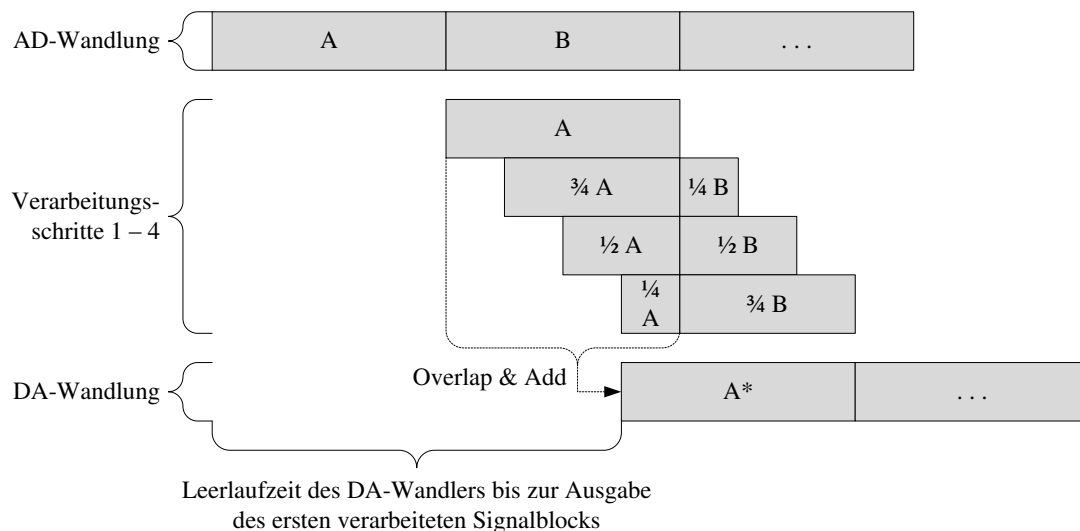 AD-Wandlung
A
B
. . .
A
¾ A
¼ B
Verarbeitungs-
schritte 1 – 4
½ A
½ B
¼
A
¾ B
Overlap & Add
DA-Wandlung
A*
. . .
Leerlaufzeit des DA-Wandlers bis zur Ausgabe
des ersten verarbeiteten Signalblocks